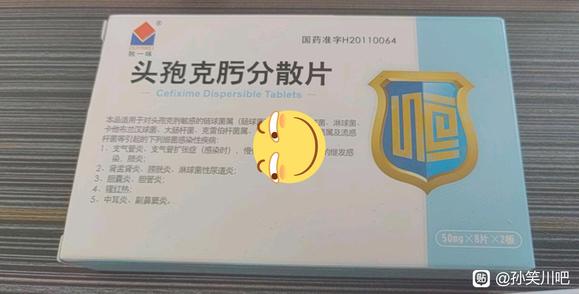 牧一味
国药准字H20110064
头孢克肟分散片
Cefixime Dispersible Tablets
本品适用于对头孢克肟敏感的链球菌属（肠球菌 菌、淋球菌、
卡他布兰汉球菌、大肠杆菌、克雷伯杆菌属、 属及流感
杆菌等引起的下列细菌感染性疾病：
1、支气管炎、支气管扩张症（感染时），慢 的继发感
染，肺炎；
2、肾盂肾炎、膀胱炎、淋球菌性尿道炎；
3、胆囊炎、胆管炎；
4、猩红热；
5、中耳炎、副鼻窦炎。
50mg×8片×2板
贴 @孙笑川吧